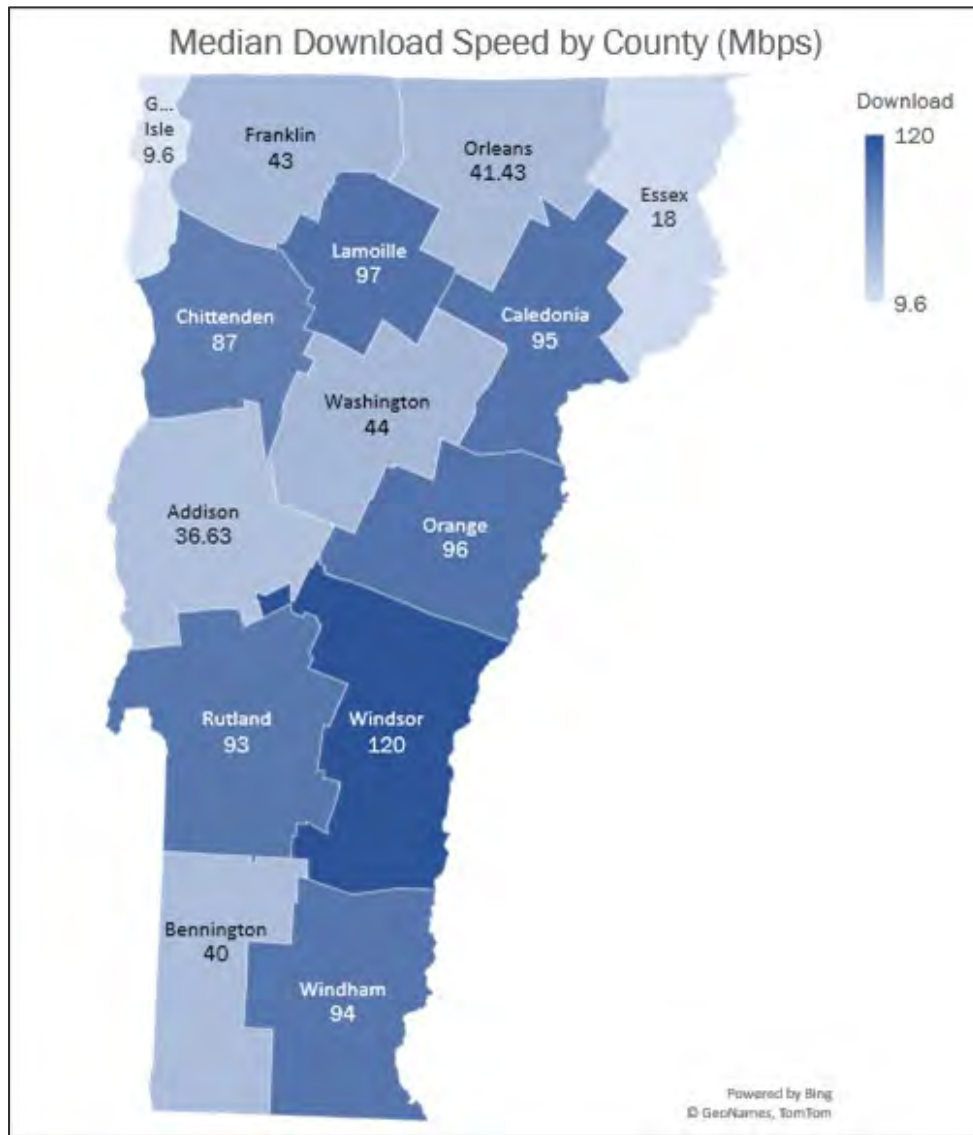 Median Download Speed by County (Mbps)
Download
120
9.6
G...
Isle
9.6
Franklin
43
Orleans
41.43
Essex
18
Lamoille
97
Chittenden
87
Caledonia
95
Washington
44
Addison
36.63
Orange
96
Rutland
93
Windsor
120
Bennington
40
Windham
94
Powered by Bing
© GeoNames, TomTom